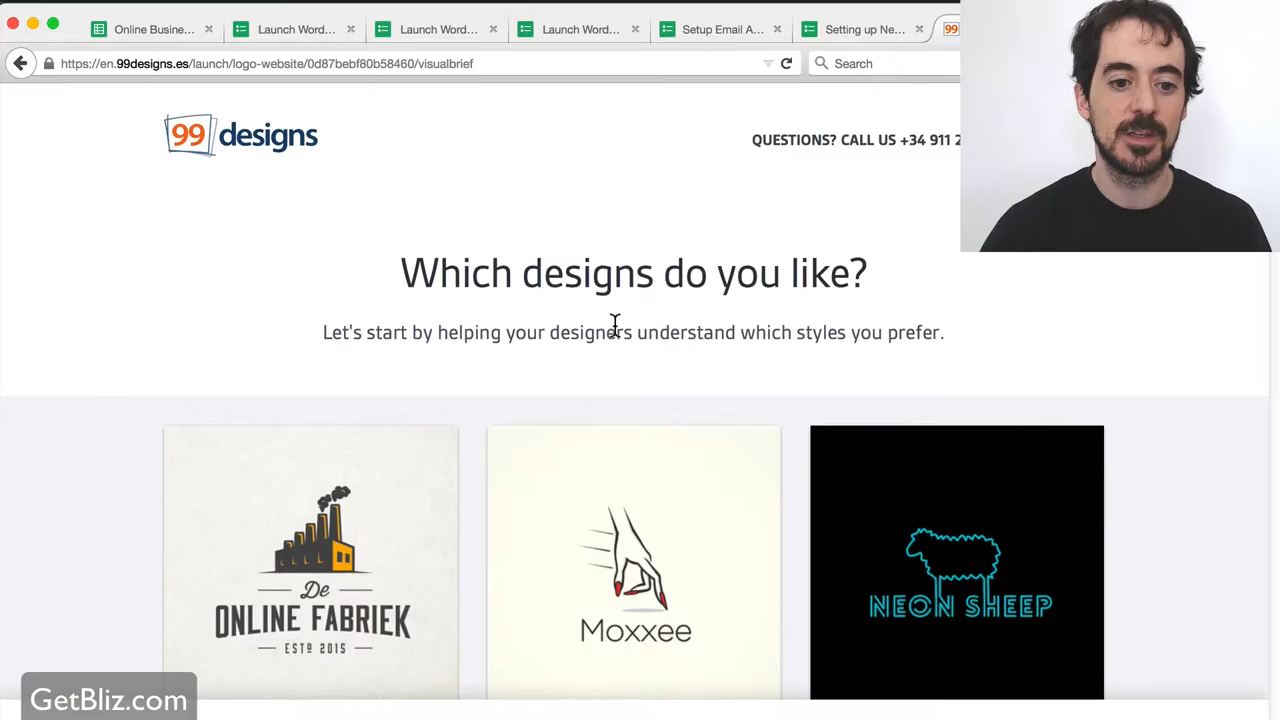 Online Busine...
Launch Word...
Launch Word...
Launch Word...
Setup Email A...
Setting up Ne...
99
https://en.99designs.es/launch/logo-website/0d87bebf80b58460/visualbrief
Search
99designs
QUESTIONS? CALL US +34 911 2
Which designs do you like?
Let's start by helping your designers understand which styles you prefer.
De
ONLINE FABRIEK
ESTD 2015
Moxxee
NEON SHEEP
GetBliz.com